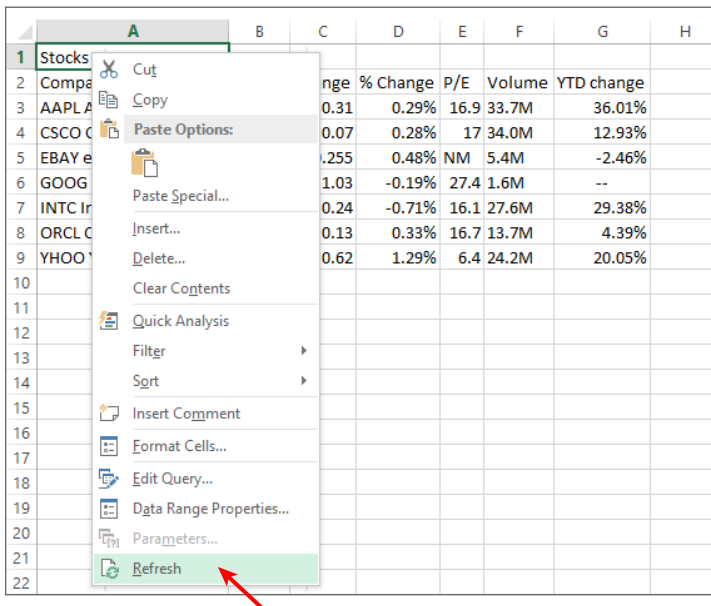 A B C D E F G H
1 Stocks
2 Compa nge % Change P/E Volume YTD change
3 AAPL A 0.31 0.29% 16.9 33.7M 36.01%
4 CSCO C 0.07 0.28% 17 34.0M 12.93%
5 EBAY e .255 0.48% NM 5.4M -2.46%
6 GOOG 1.03 -0.19% 27.4 1.6M --
7 INTC In 0.24 -0.71% 16.1 27.6M 29.38%
8 ORCL O 0.13 0.33% 16.7 13.7M 4.39%
9 YHOO Y 0.62 1.29% 6.4 24.2M 20.05%
10
11
12
13
14
15
16
17
18
19
20
21
22
Cut
Copy
Paste Options:
Paste Special...
Insert...
Delete...
Clear Contents
Quick Analysis
Filter
Sort
Insert Comment
Format Cells...
Edit Query...
Data Range Properties...
Parameters...
Refresh